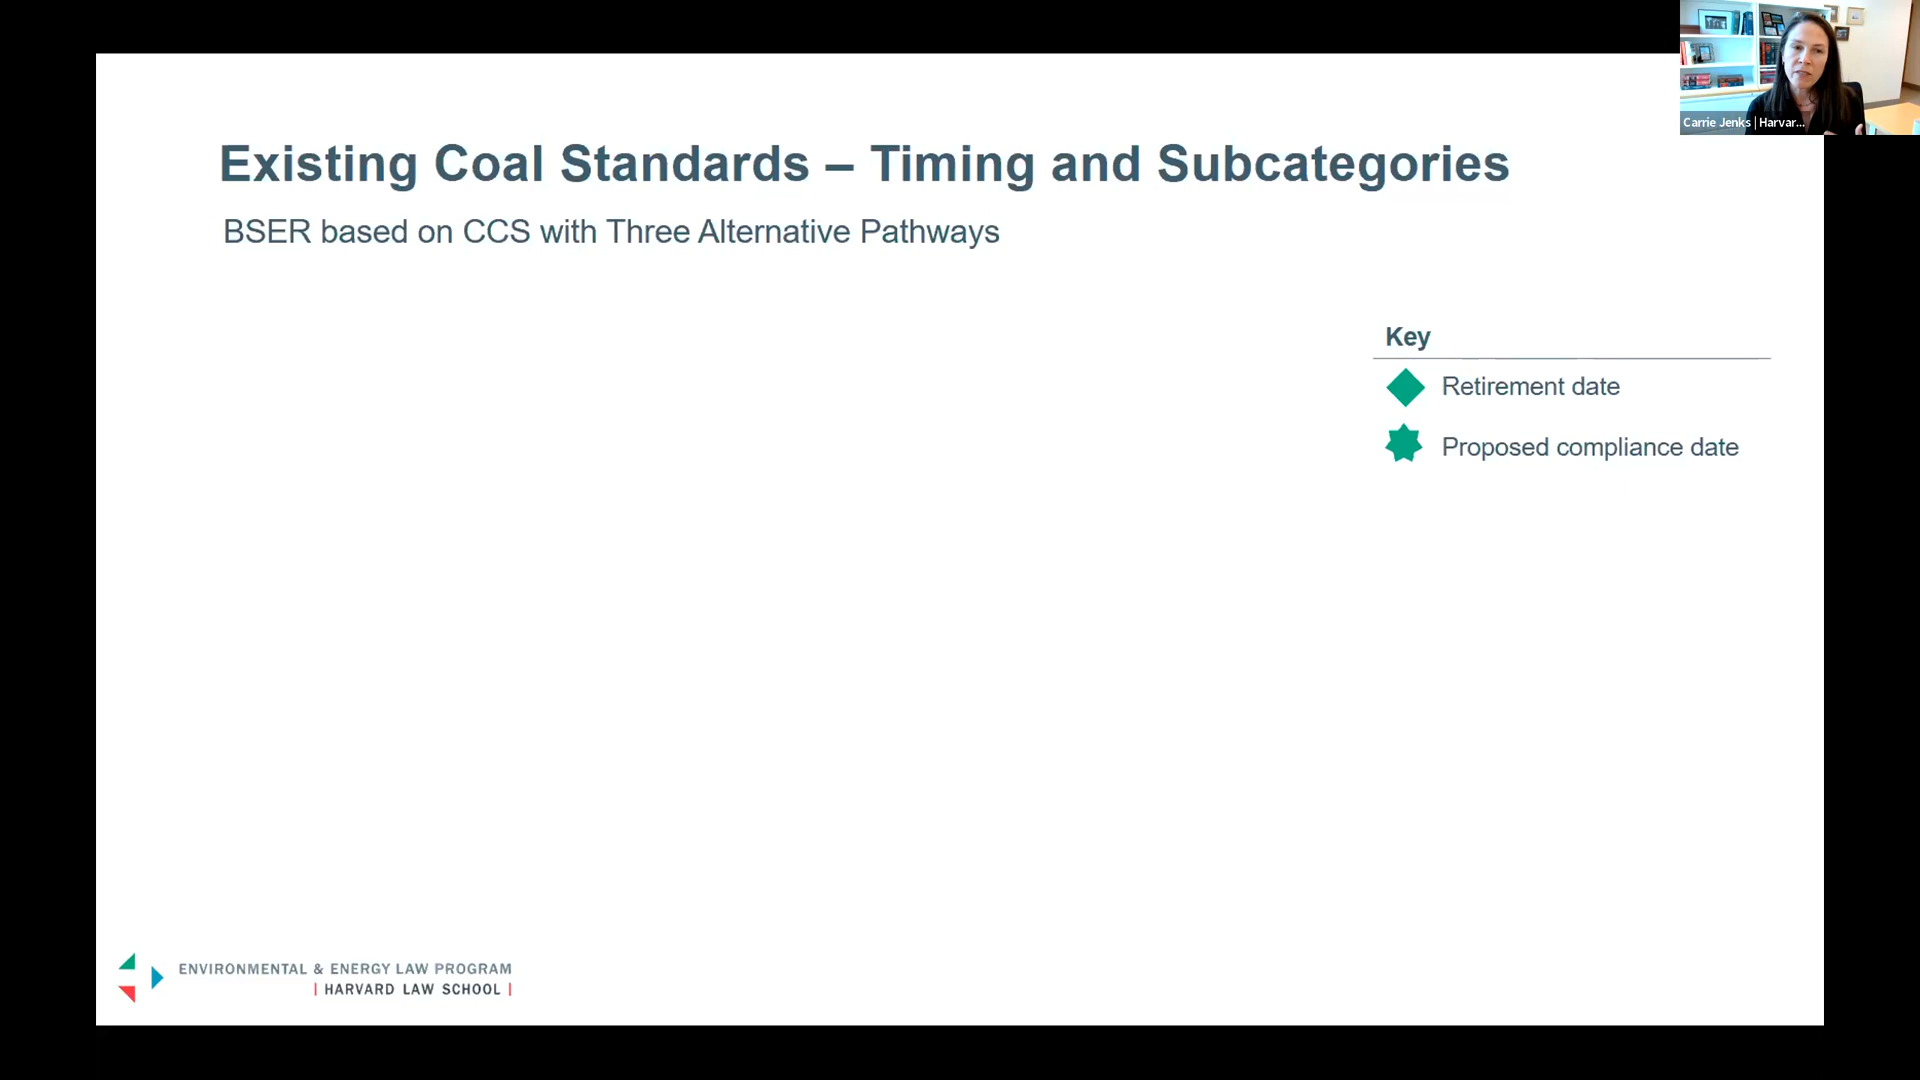 Carrie Jenks | Harvar...
Existing Coal Standards – Timing and Subcategories
BSER based on CCS with Three Alternative Pathways
Key
Retirement date
Proposed compliance date
ENVIRONMENTAL & ENERGY LAW PROGRAM
| HARVARD LAW SCHOOL |